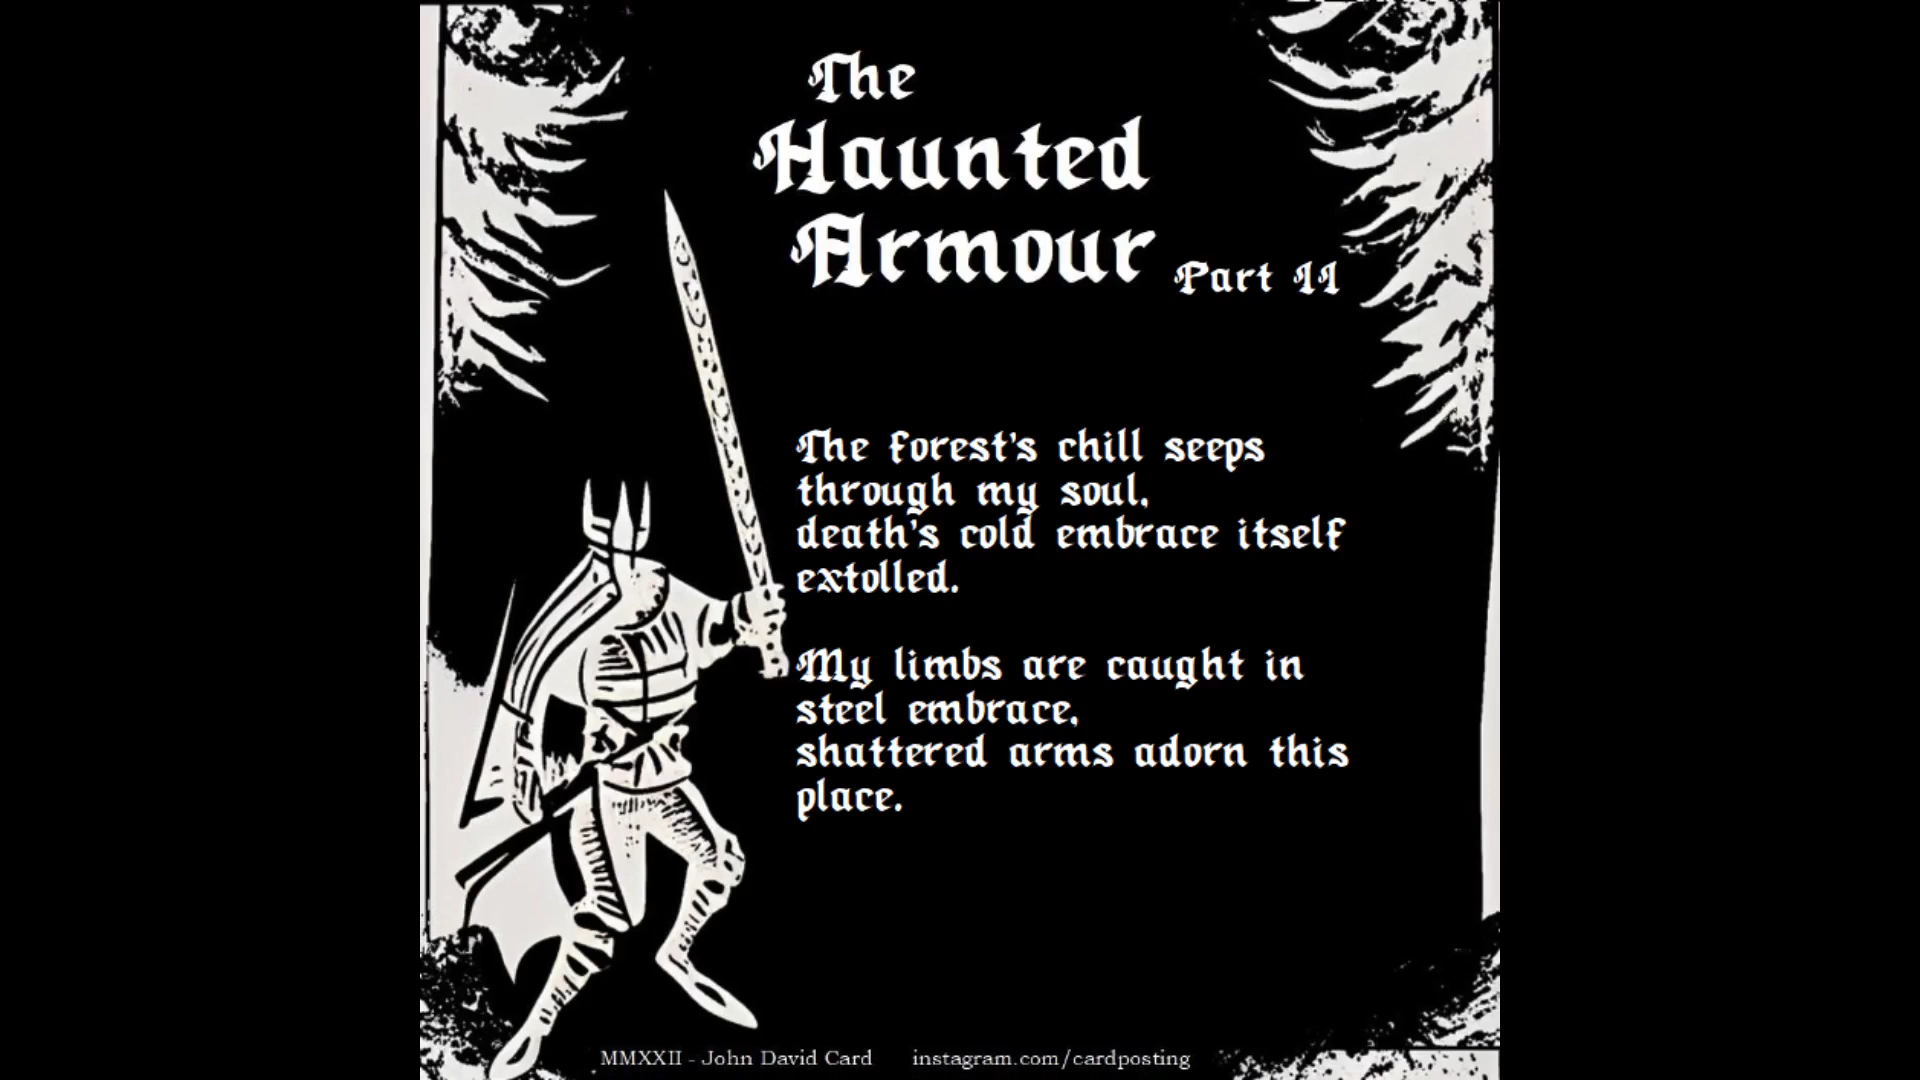 The
Haunted
Armour Part II
The forest's chill seeps
through my soul,
death's cold embrace itself
extolled.
My limbs are caught in
steel embrace,
shattered arms adorn this
place.
MMXXII - John David Card instagram.com/cardposting